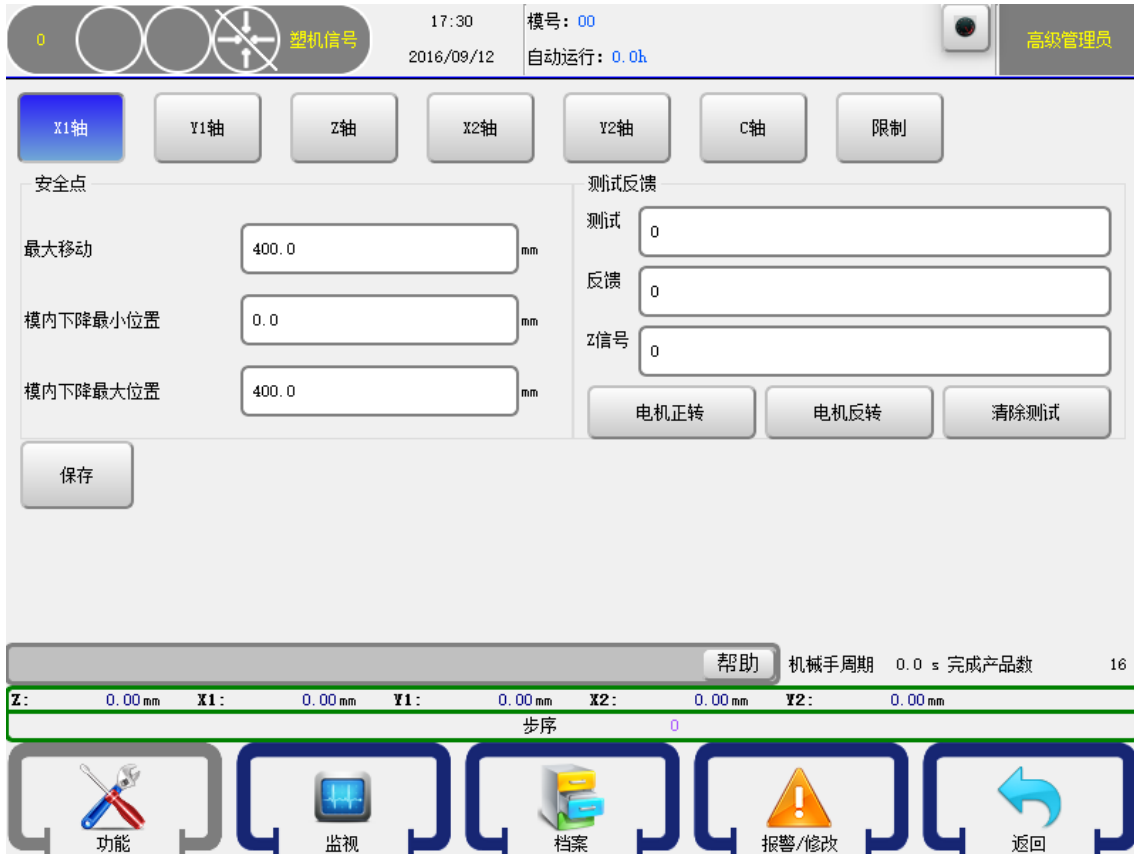 0 塑机信号 17:30 模号: 00 高级管理员
2016/09/12 自动运行: 0.0h
X1轴 Y1轴 Z轴 X2轴 Y2轴 C轴 限制
安全点
最大移动 400.0 mm
模内下降最小位置 0.0 mm
模内下降最大位置 400.0 mm
测试反馈
测试 0
反馈 0
Z信号 0
电机正转 电机反转 清除测试
保存
帮助 机械手周期 0.0 s 完成产品数 16
Z: 0.00mm X1: 0.00mm Y1: 0.00mm X2: 0.00mm Y2: 0.00mm
步序 0
功能 监视 档案 报警/修改 返回